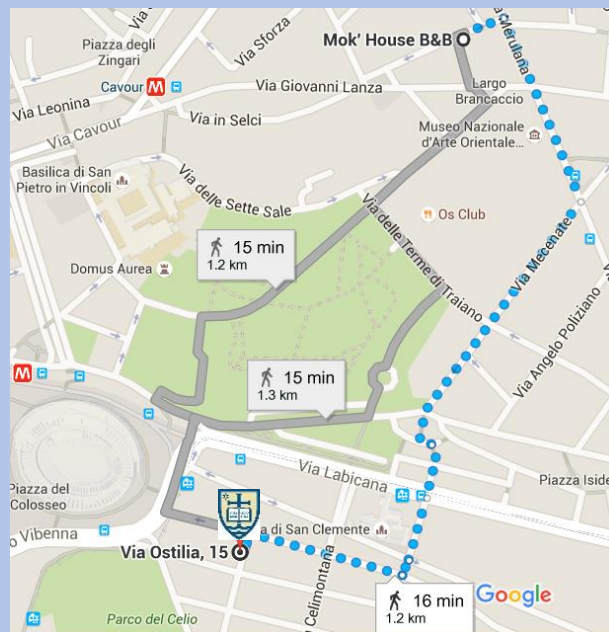 Piazza degli
Zingari
Via Sforza
Mok' House B&B
Via Merulana
Cavour M
Via Giovanni Lanza
Largo
Brancaccio
Via Leonina
Via Cavour
Via in Selci
Museo Nazionale
d'Arte Orientale...
Basilica di San
Pietro in Vincoli
Via delle Sette Sale
Os Club
Via delle Terme di Traiano
15 min
1.2 km
Via Mecenate
Domus Aurea
Via Angelo Poliziano
15 min
1.3 km
M
Via Labicana
Piazza Iside
Piazza del
Colosseo
o Vibenna
a di San Clemente
Via Ostilia, 15
n Celimontana
16 min
1.2 km
Google
Parco del Celio